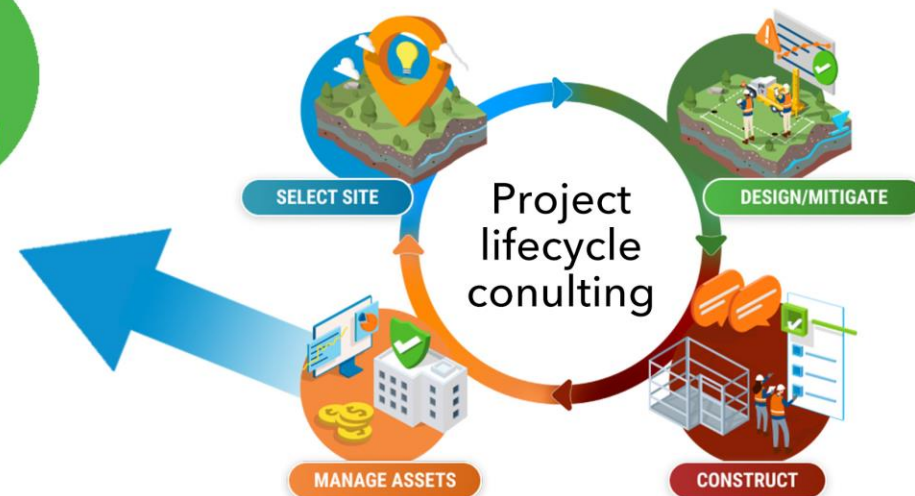 SELECT SITE
DESIGN/MITIGATE
Project
lifecycle
conulting
MANAGE ASSETS
CONSTRUCT